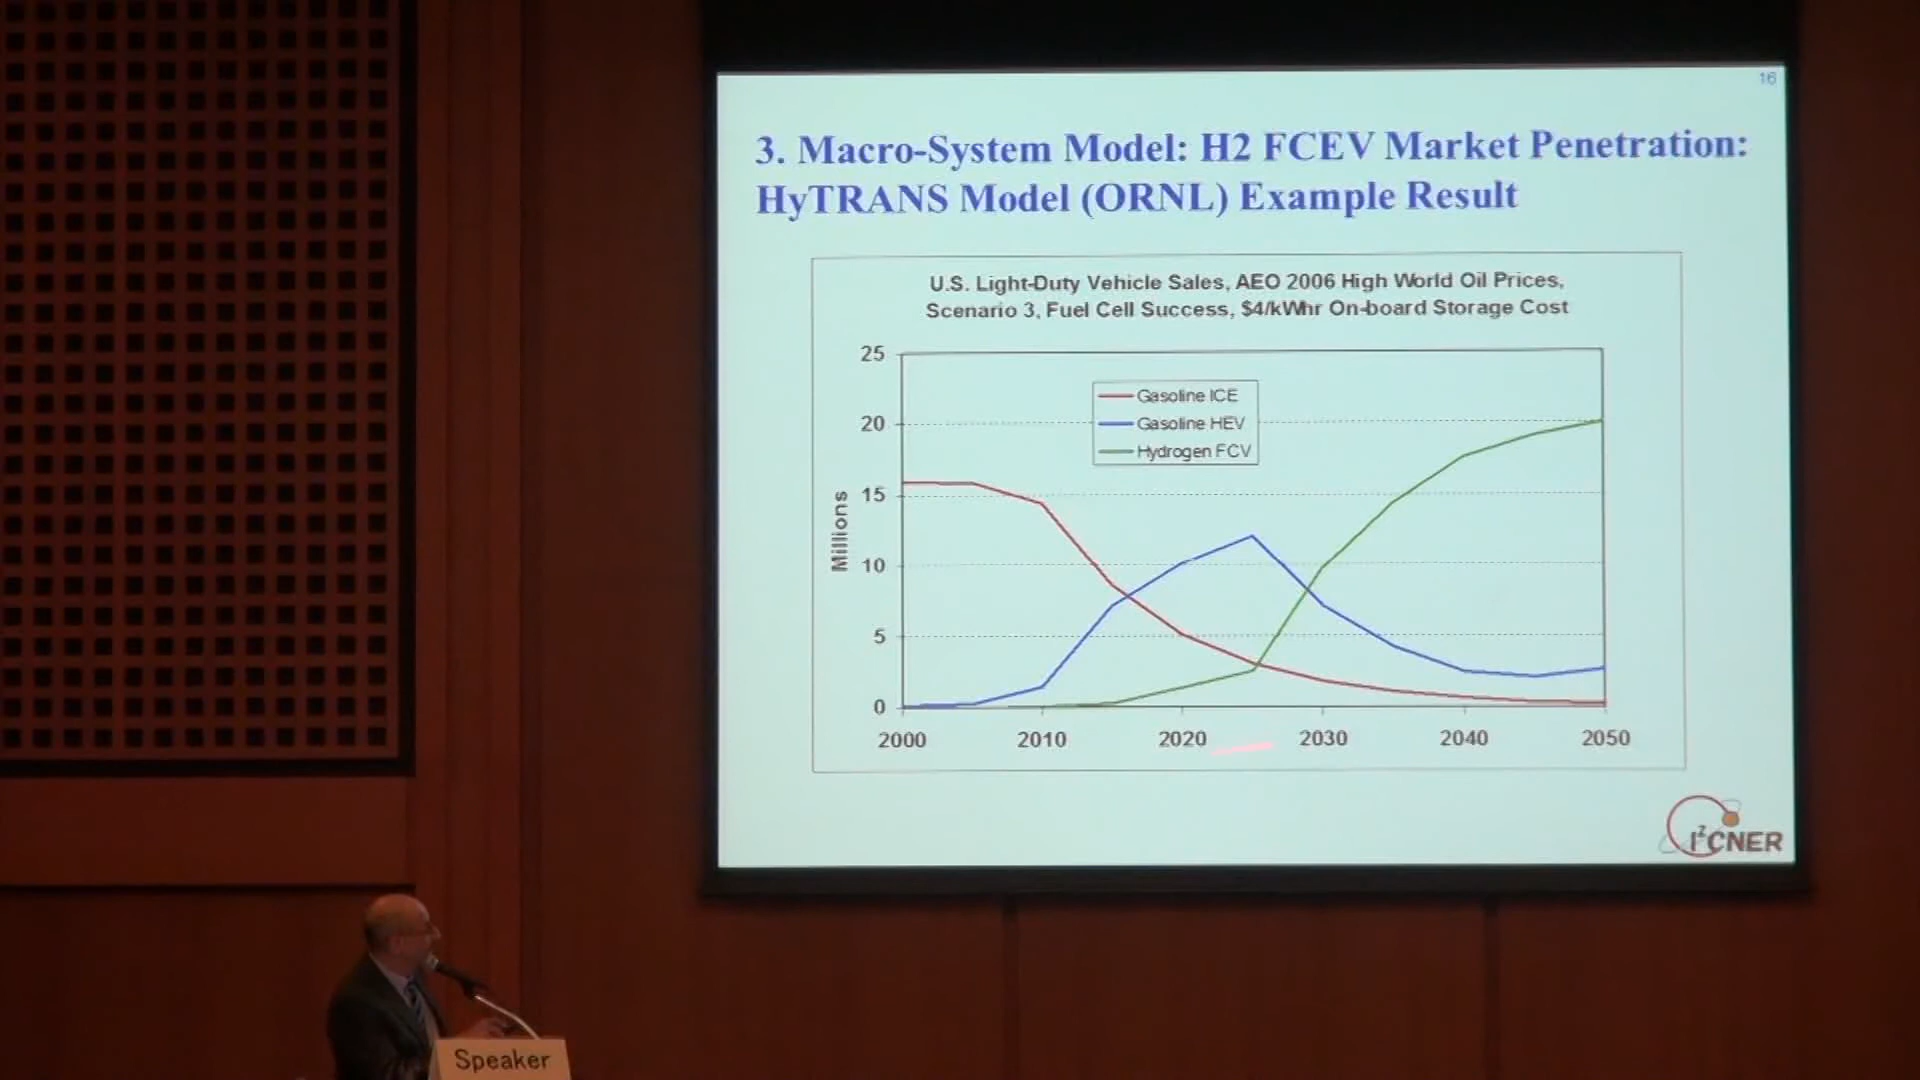 16
3. Macro-System Model: H2 FCEV Market Penetration:
HyTRANS Model (ORNL) Example Result
U.S. Light-Duty Vehicle Sales, AEO 2006 High World Oil Prices,
Scenario 3, Fuel Cell Success, $4/kWhr On-board Storage Cost
25
20
15
10
5
0
Millions
Gasoline ICE
Gasoline HEV
Hydrogen FCV
2000 2010 2020 2030 2040 2050
I²CNER
Speaker